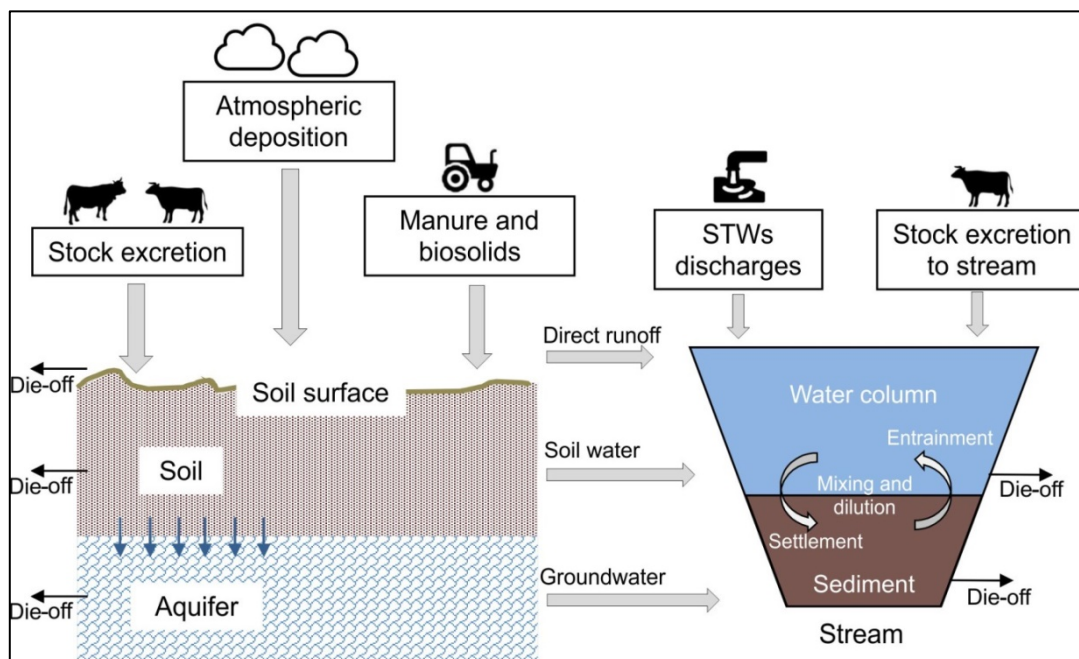 Atmospheric
deposition
Stock excretion
Manure and
biosolids
STWs
discharges
Stock excretion
to stream
Direct runoff
Die-off
Soil surface
Water column
Entrainment
Soil water
Soil
Die-off
Mixing and
dilution
Die-off
Settlement
Groundwater
Sediment
Die-off
Aquifer
Die-off
Stream